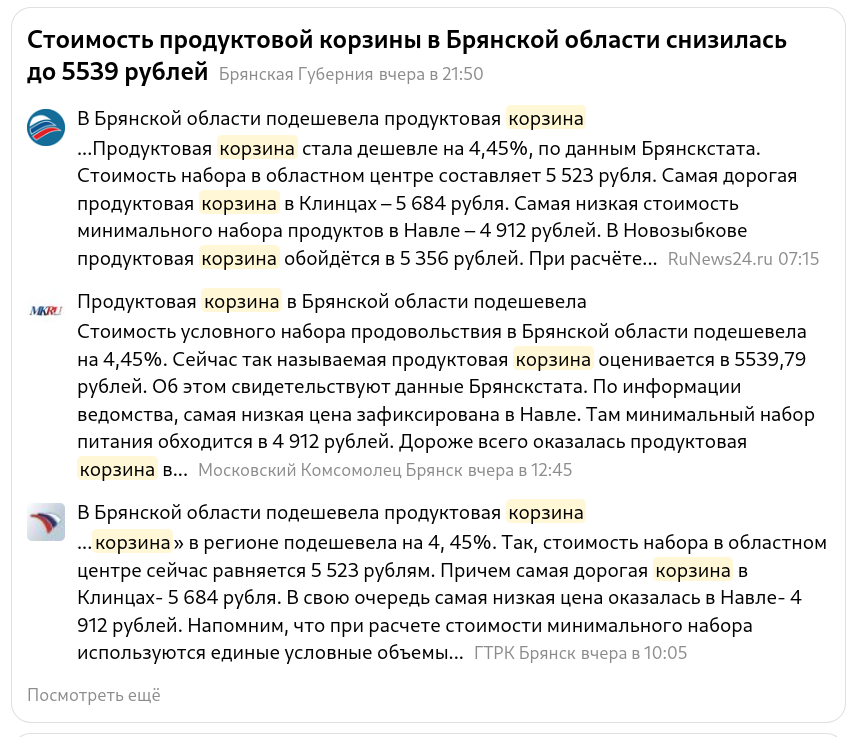 Стоимость продуктовой корзины в Брянской области снизилась
до 5539 рублей Брянская Губерния вчера в 21:50
В Брянской области подешевела продуктовая корзина
...Продуктовая корзина стала дешевле на 4,45%, по данным Брянскстата.
Стоимость набора в областном центре составляет 5 523 рубля. Самая дорогая
продуктовая корзина в Клинцах – 5 684 рубля. Самая низкая стоимость
минимального набора продуктов в Навле – 4 912 рублей. В Новозыбкове
продуктовая корзина обойдётся в 5 356 рублей. При расчёте... RuNews24.ru 07:15
MKRU
Продуктовая корзина в Брянской области подешевела
Стоимость условного набора продовольствия в Брянской области подешевела
на 4,45%. Сейчас так называемая продуктовая корзина оценивается в 5539,79
рублей. Об этом свидетельствуют данные Брянскстата. По информации
ведомства, самая низкая цена зафиксирована в Навле. Там минимальный набор
питания обходится в 4 912 рублей. Дороже всего оказалась продуктовая
корзина в... Московский Комсомолец Брянск вчера в 12:45
В Брянской области подешевела продуктовая корзина
...корзина» в регионе подешевела на 4, 45%. Так, стоимость набора в областном
центре сейчас равняется 5 523 рублям. Причем самая дорогая корзина в
Клинцах- 5 684 рубля. В свою очередь самая низкая цена оказалась в Навле- 4
912 рублей. Напомним, что при расчете стоимости минимального набора
используются единые условные объемы... ГТРК Брянск вчера в 10:05
Посмотреть ещё